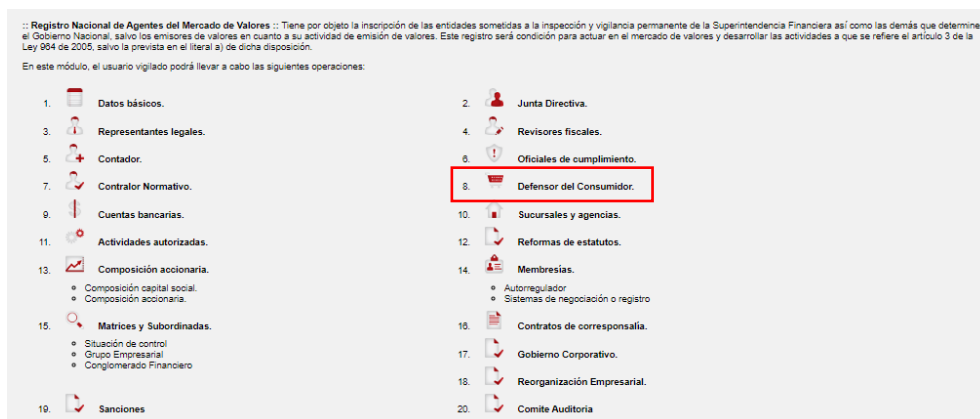 :: Registro Nacional de Agentes del Mercado de Valores :: Tiene por objeto la inscripción de las entidades sometidas a la inspección y vigilancia permanente de la Superintendencia Financiera así como las demás que determine
el Gobierno Nacional, salvo los emisores de valores en cuanto a su actividad de emisión de valores. Este registro será condición para actuar en el mercado de valores y desarrollar las actividades a que se refiere el artículo 3 de la
Ley 964 de 2005, salvo la prevista en el literal a) de dicha disposición.
En este módulo, el usuario vigilado podrá llevar a cabo las siguientes operaciones:
1. Datos básicos.
2. Junta Directiva.
3. Representantes legales.
4. Revisores fiscales.
5. Contador.
6. Oficiales de cumplimiento.
7. Contralor Normativo.
8. Defensor del Consumidor.
9. Cuentas bancarias.
10. Sucursales y agencias.
11. Actividades autorizadas.
12. Reformas de estatutos.
13. Composición accionaria.
Composición capital social.
Composición accionaria.
14. Membresías.
Autorregulador
Sistemas de negociación o registro
15. Matrices y Subordinadas.
Situación de control
Grupo Empresarial
Conglomerado Financiero
16. Contratos de corresponsalía.
17. Gobierno Corporativo.
18. Reorganización Empresarial.
19. Sanciones
20. Comite Auditoria